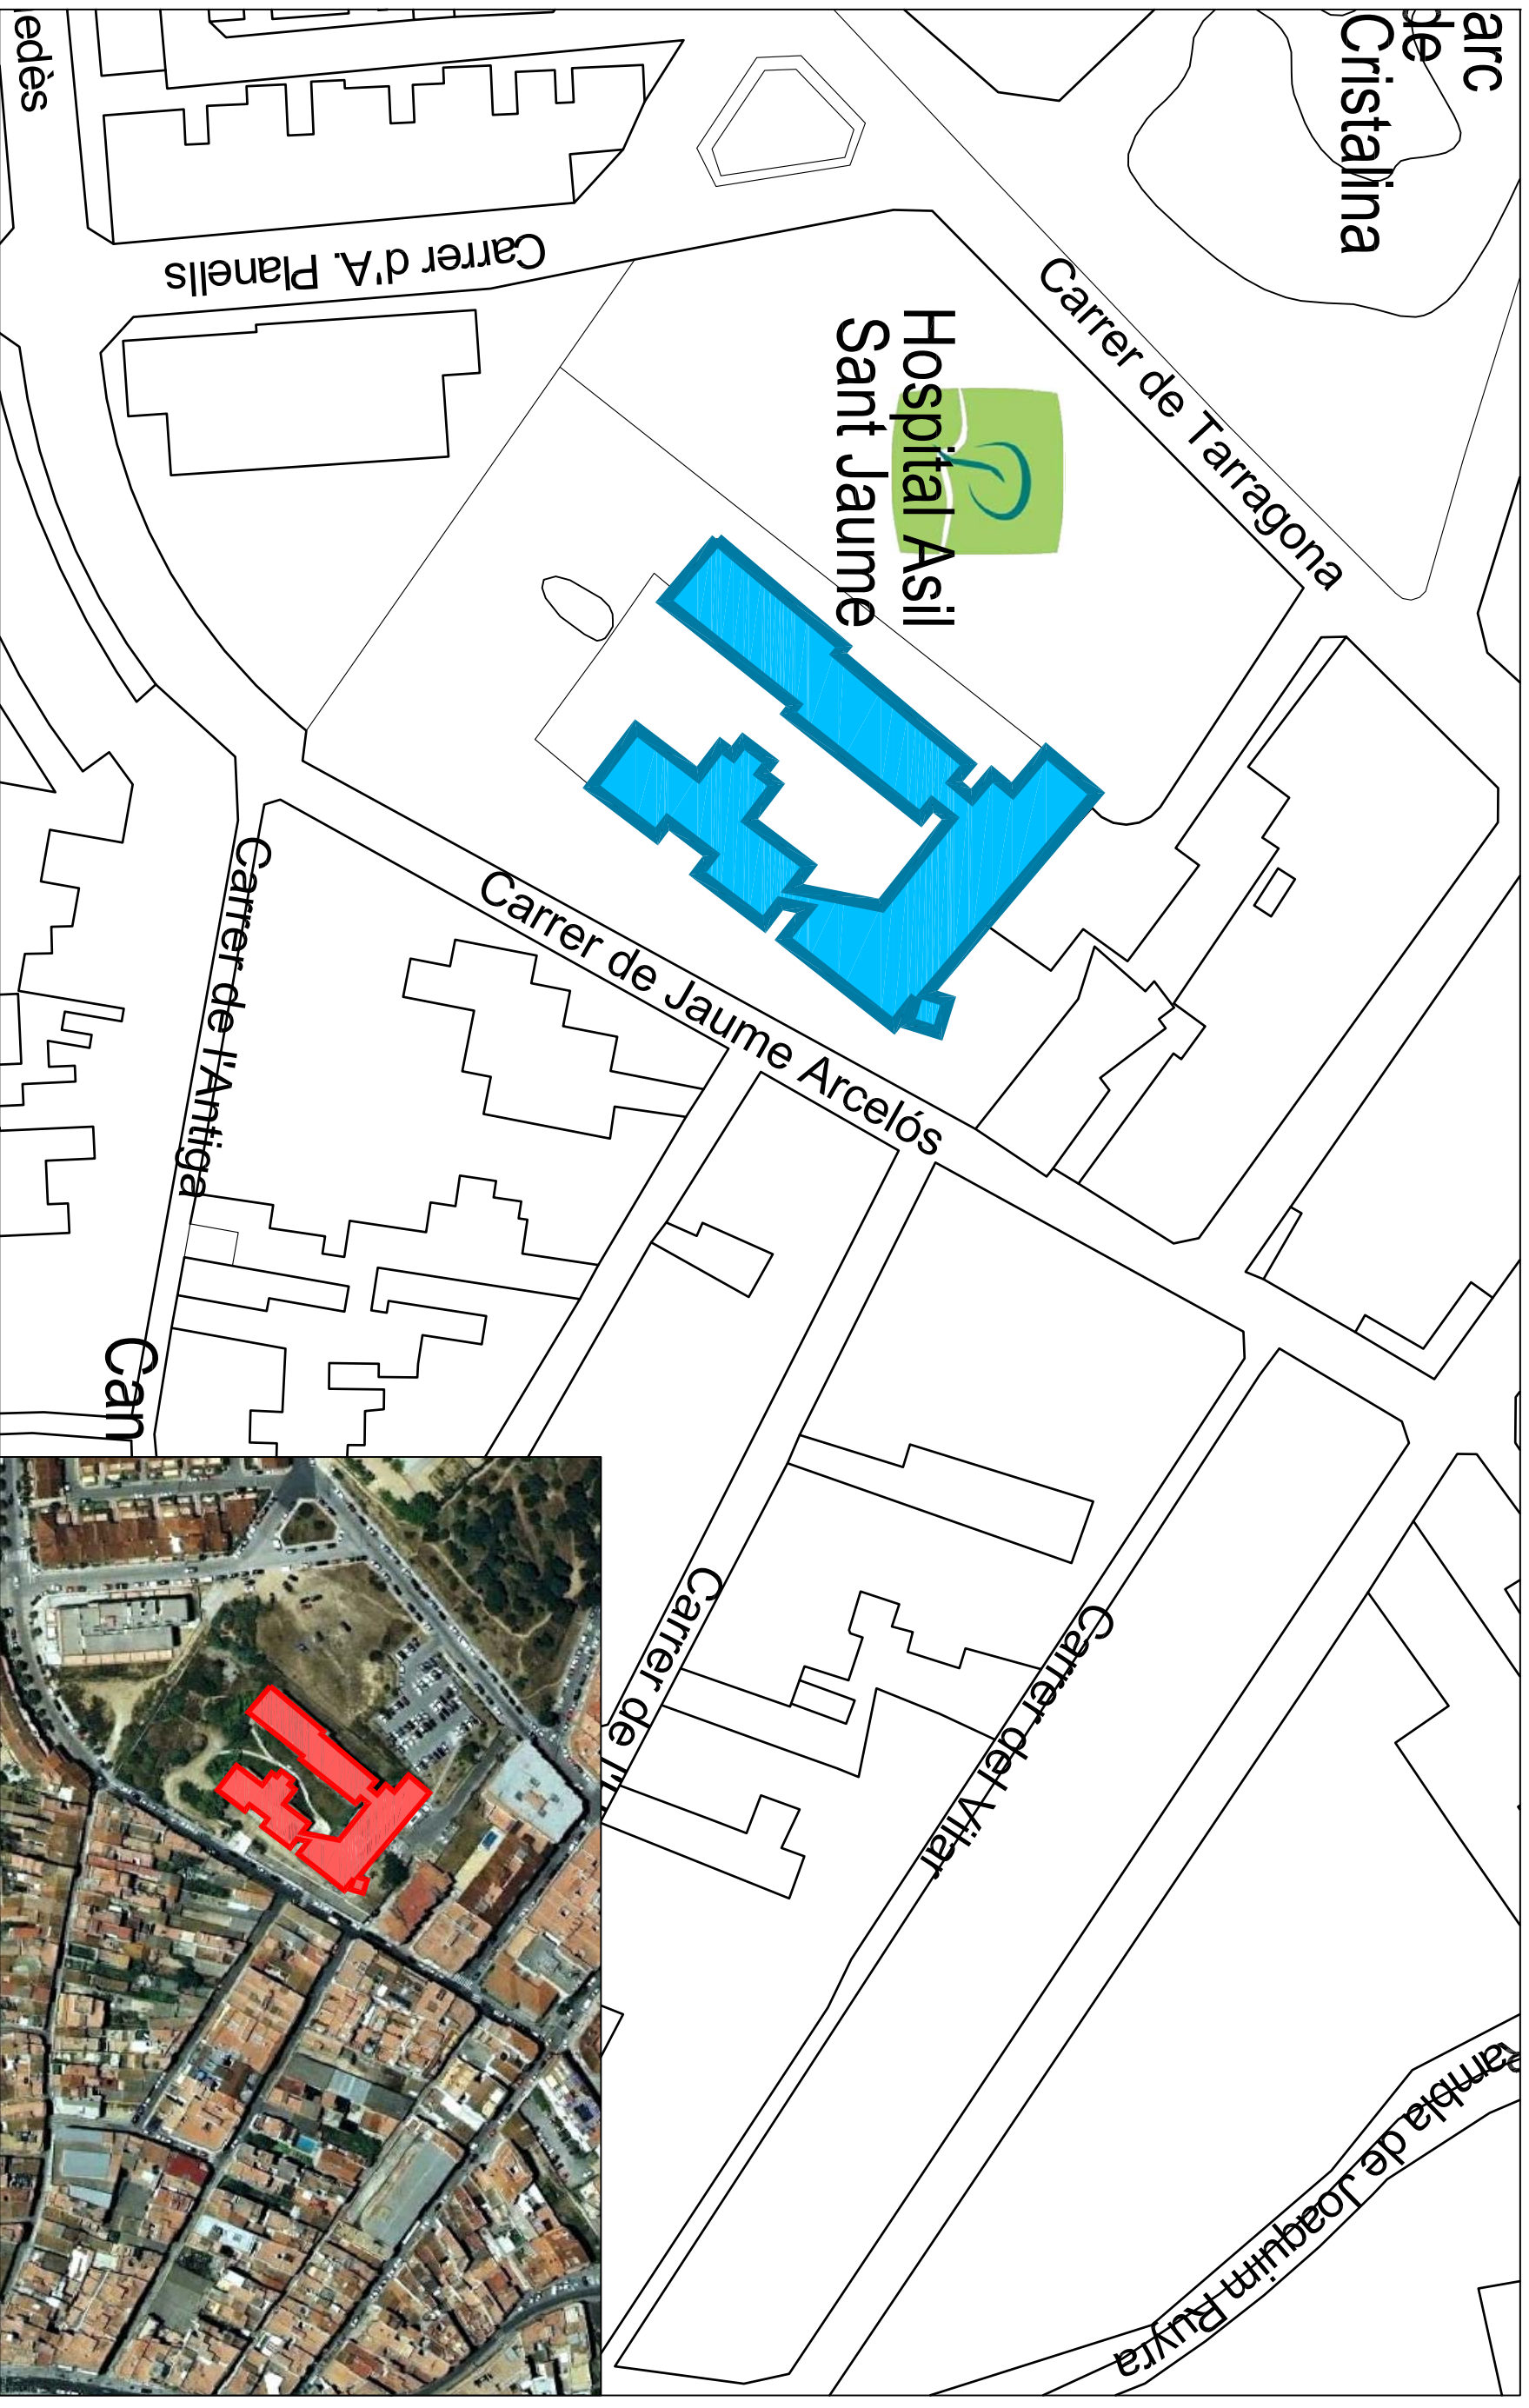 arc
de
Cristalina
edès
Carrer d'A. Planells
Carrer de Tarragona
Hospital Asil
Sant Jaume
Carrer de Jaume Arcelós
Carrer de l'Antiga
Can
Carrer de
Carrer del Vilar
Rambla de Joaquim Ruyra